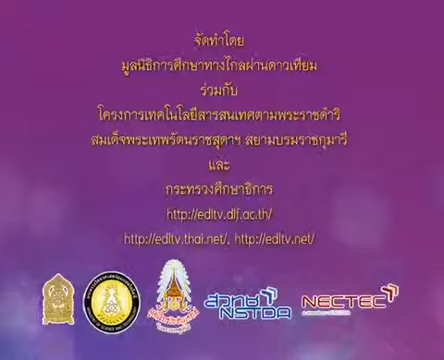 จัดทำโดย
มูลนิธิการศึกษาทางไกลผ่านดาวเทียม
ร่วมกับ
โครงการเทคโนโลยีสารสนเทศตามพระราชดำริ
สมเด็จพระเทพรัตนราชสุดาฯ สยามบรมราชกุมารี
และ
กระทรวงศึกษาธิการ
http://edltv.dlf.ac.th/
http://edltv.thai.net/, http://edltv.net/
สวทช
NSTDA
NECTEC